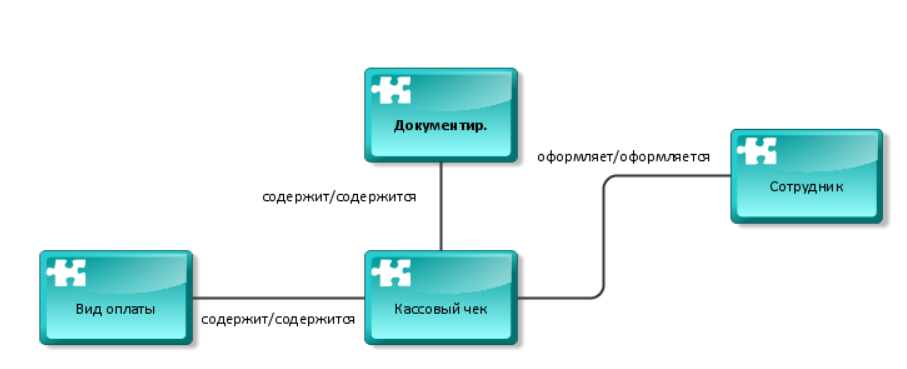 Документир.
оформляет/оформляется
Сотрудник
содержит/содержится
Вид оплаты
содержит/содержится
Кассовый чек